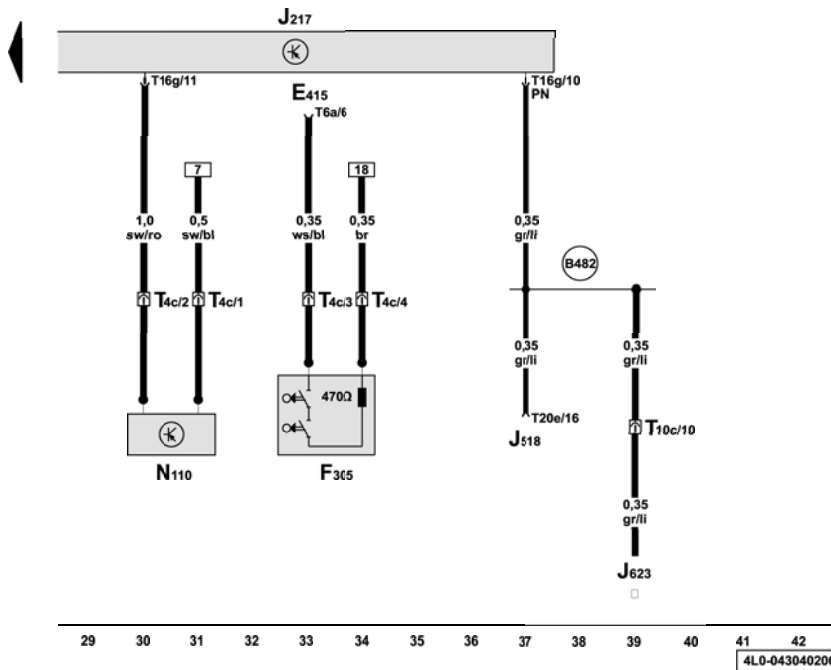 J217
T16g/11
E415
T6a/6
T16g/10
PN
7
18
1,0
sw/ro
0,5
sw/bl
0,35
ws/bl
0,35
br
0,35
gr/li
B482
T4c/2
T4c/1
T4c/3
T4c/4
0,35
gr/li
0,35
gr/li
470Ω
T20e/16
J518
T10c/10
N110
F305
0,35
gr/li
J623
29 30 31 32 33 34 35 36 37 38 39 40 41 42